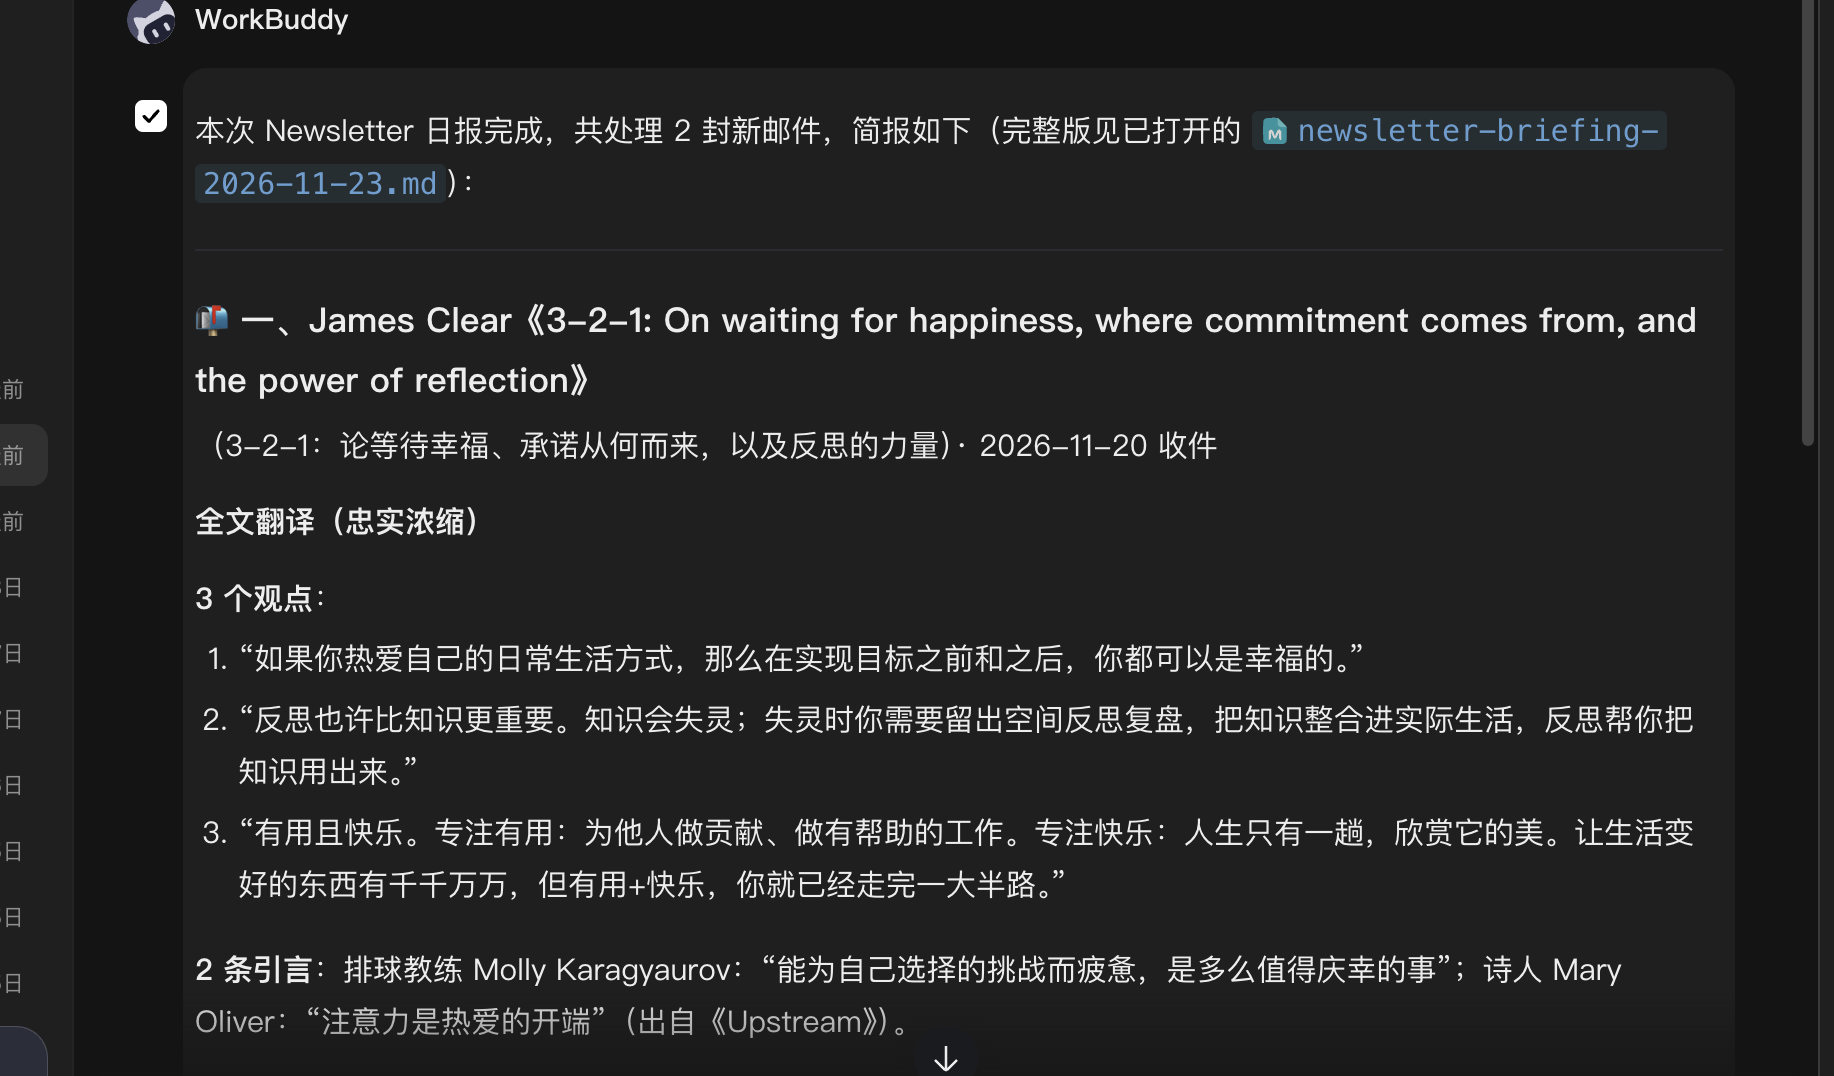 WorkBuddy
本次 Newsletter 日报完成，共处理 2 封新邮件，简报如下（完整版见已打开的 newsletter-briefing-
2026-11-23.md）：
一、James Clear《3-2-1: On waiting for happiness, where commitment comes from, and
the power of reflection》
（3-2-1：论等待幸福、承诺从何而来，以及反思的力量）· 2026-11-20 收件
全文翻译（忠实浓缩）
3 个观点：
1. “如果你热爱自己的日常生活方式，那么在实现目标之前和之后，你都可以是幸福的。”
2. “反思也许比知识更重要。知识会失灵；失灵时你需要留出空间反思复盘，把知识整合进实际生活，反思帮你把
知识用出来。”
3. “有用且快乐。专注有用：为他人做贡献、做有帮助的工作。专注快乐：人生只有一趟，欣赏它的美。让生活变
好的东西有千千万万，但有用+快乐，你就已经走完一大半路。”
2 条引言：排球教练 Molly Karagyaurov：“能为自己选择的挑战而疲惫，是多么值得庆幸的事”；诗人 Mary
Oliver：“注意力是热爱的开端”（出自《Upstream》）。
前
前
前
日
日
日
日
日
日
日